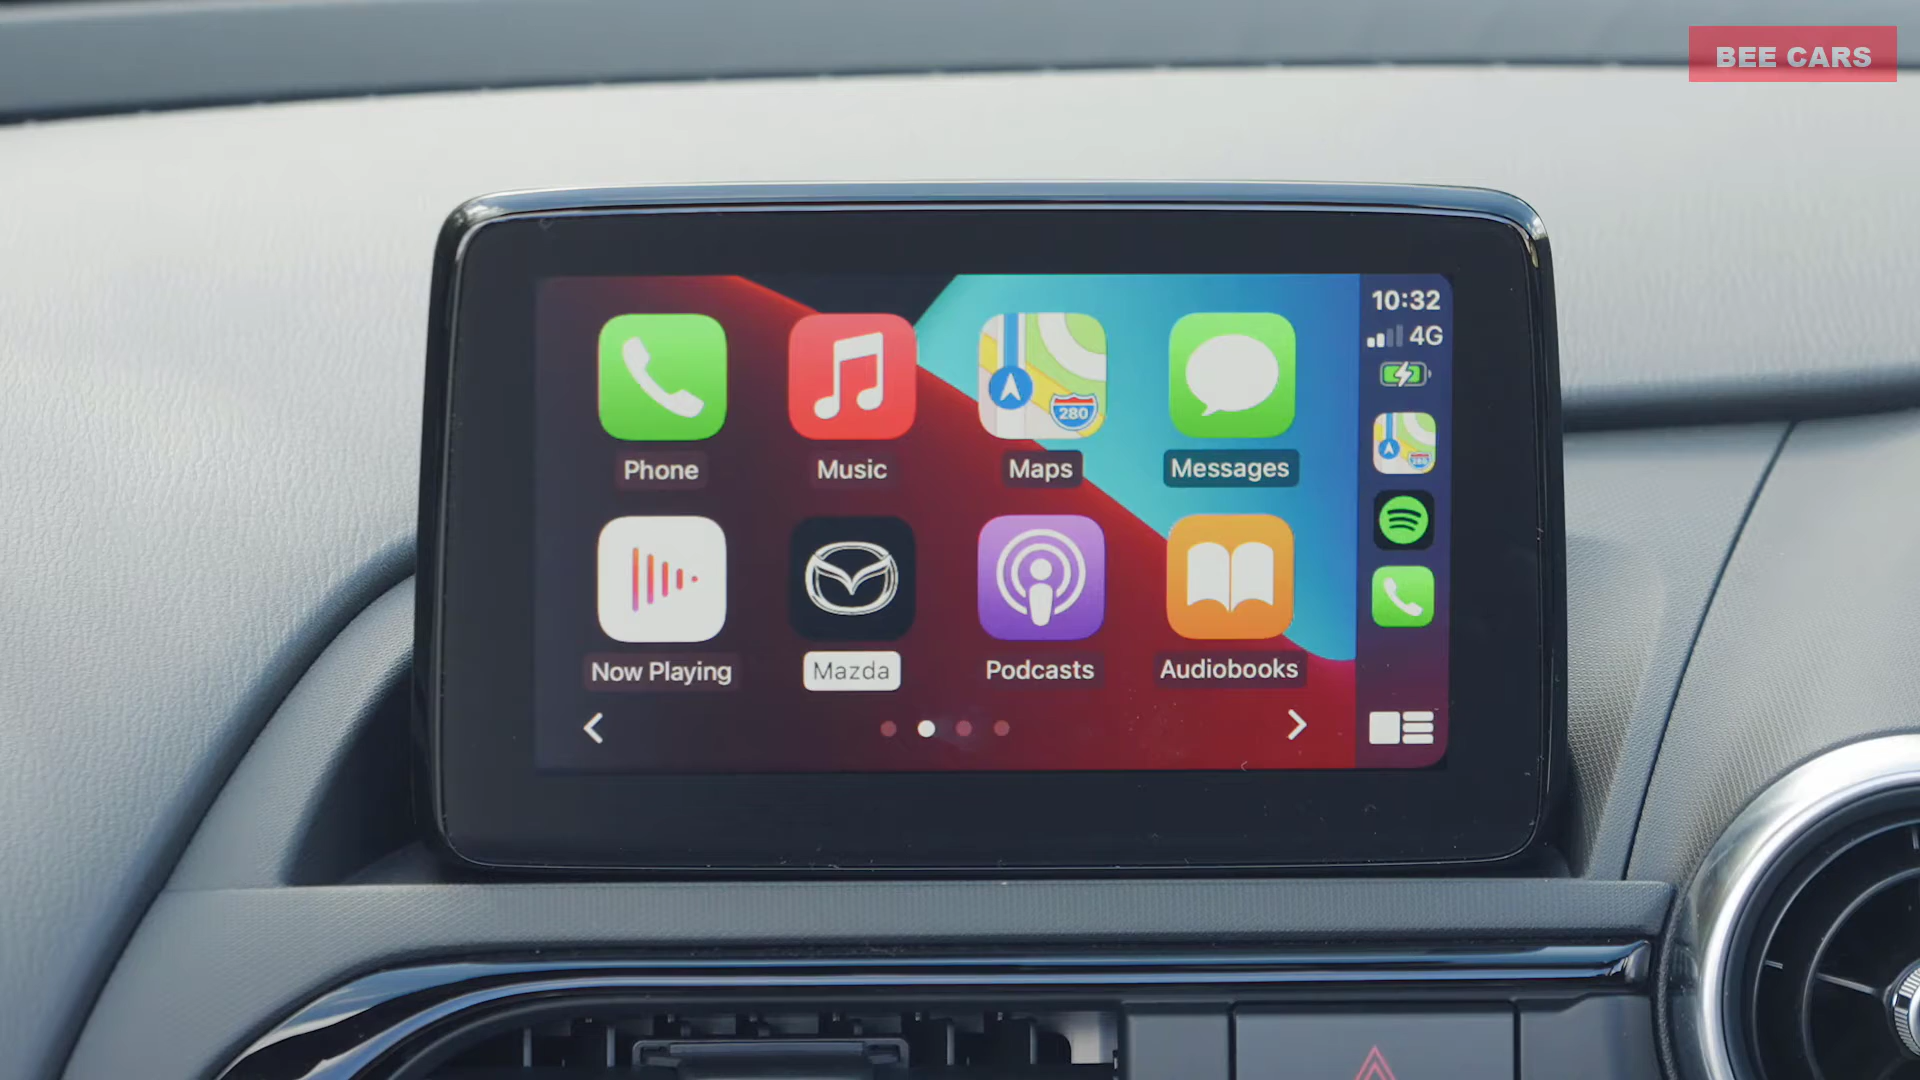 BEE CARS
10:32
4G
280
Phone
Music
Maps
Messages
Now Playing
Mazda
Podcasts
Audiobooks